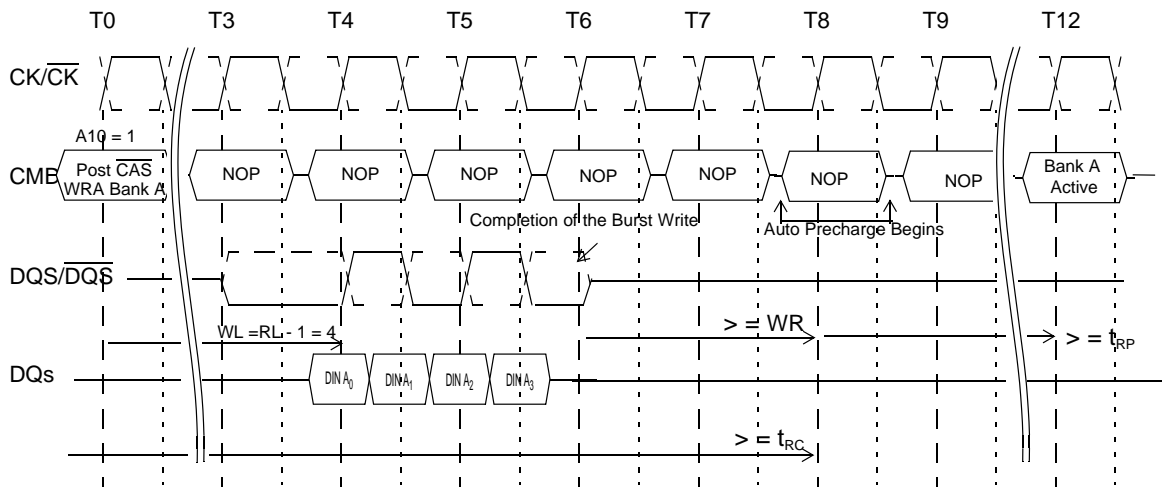 T0 T3 T4 T5 T6 T7 T8 T9 T12
CK/CK
A10 = 1
CMD Post CAS WRA Bank A NOP NOP NOP NOP NOP NOP NOP Bank A Active
Completion of the Burst Write
Auto Precharge Begins
DQS/DQS
WL =RL - 1 = 4
> = WR
> = tRP
DQs DIN A0 DIN A1 DIN A2 DIN A3
> = tRC